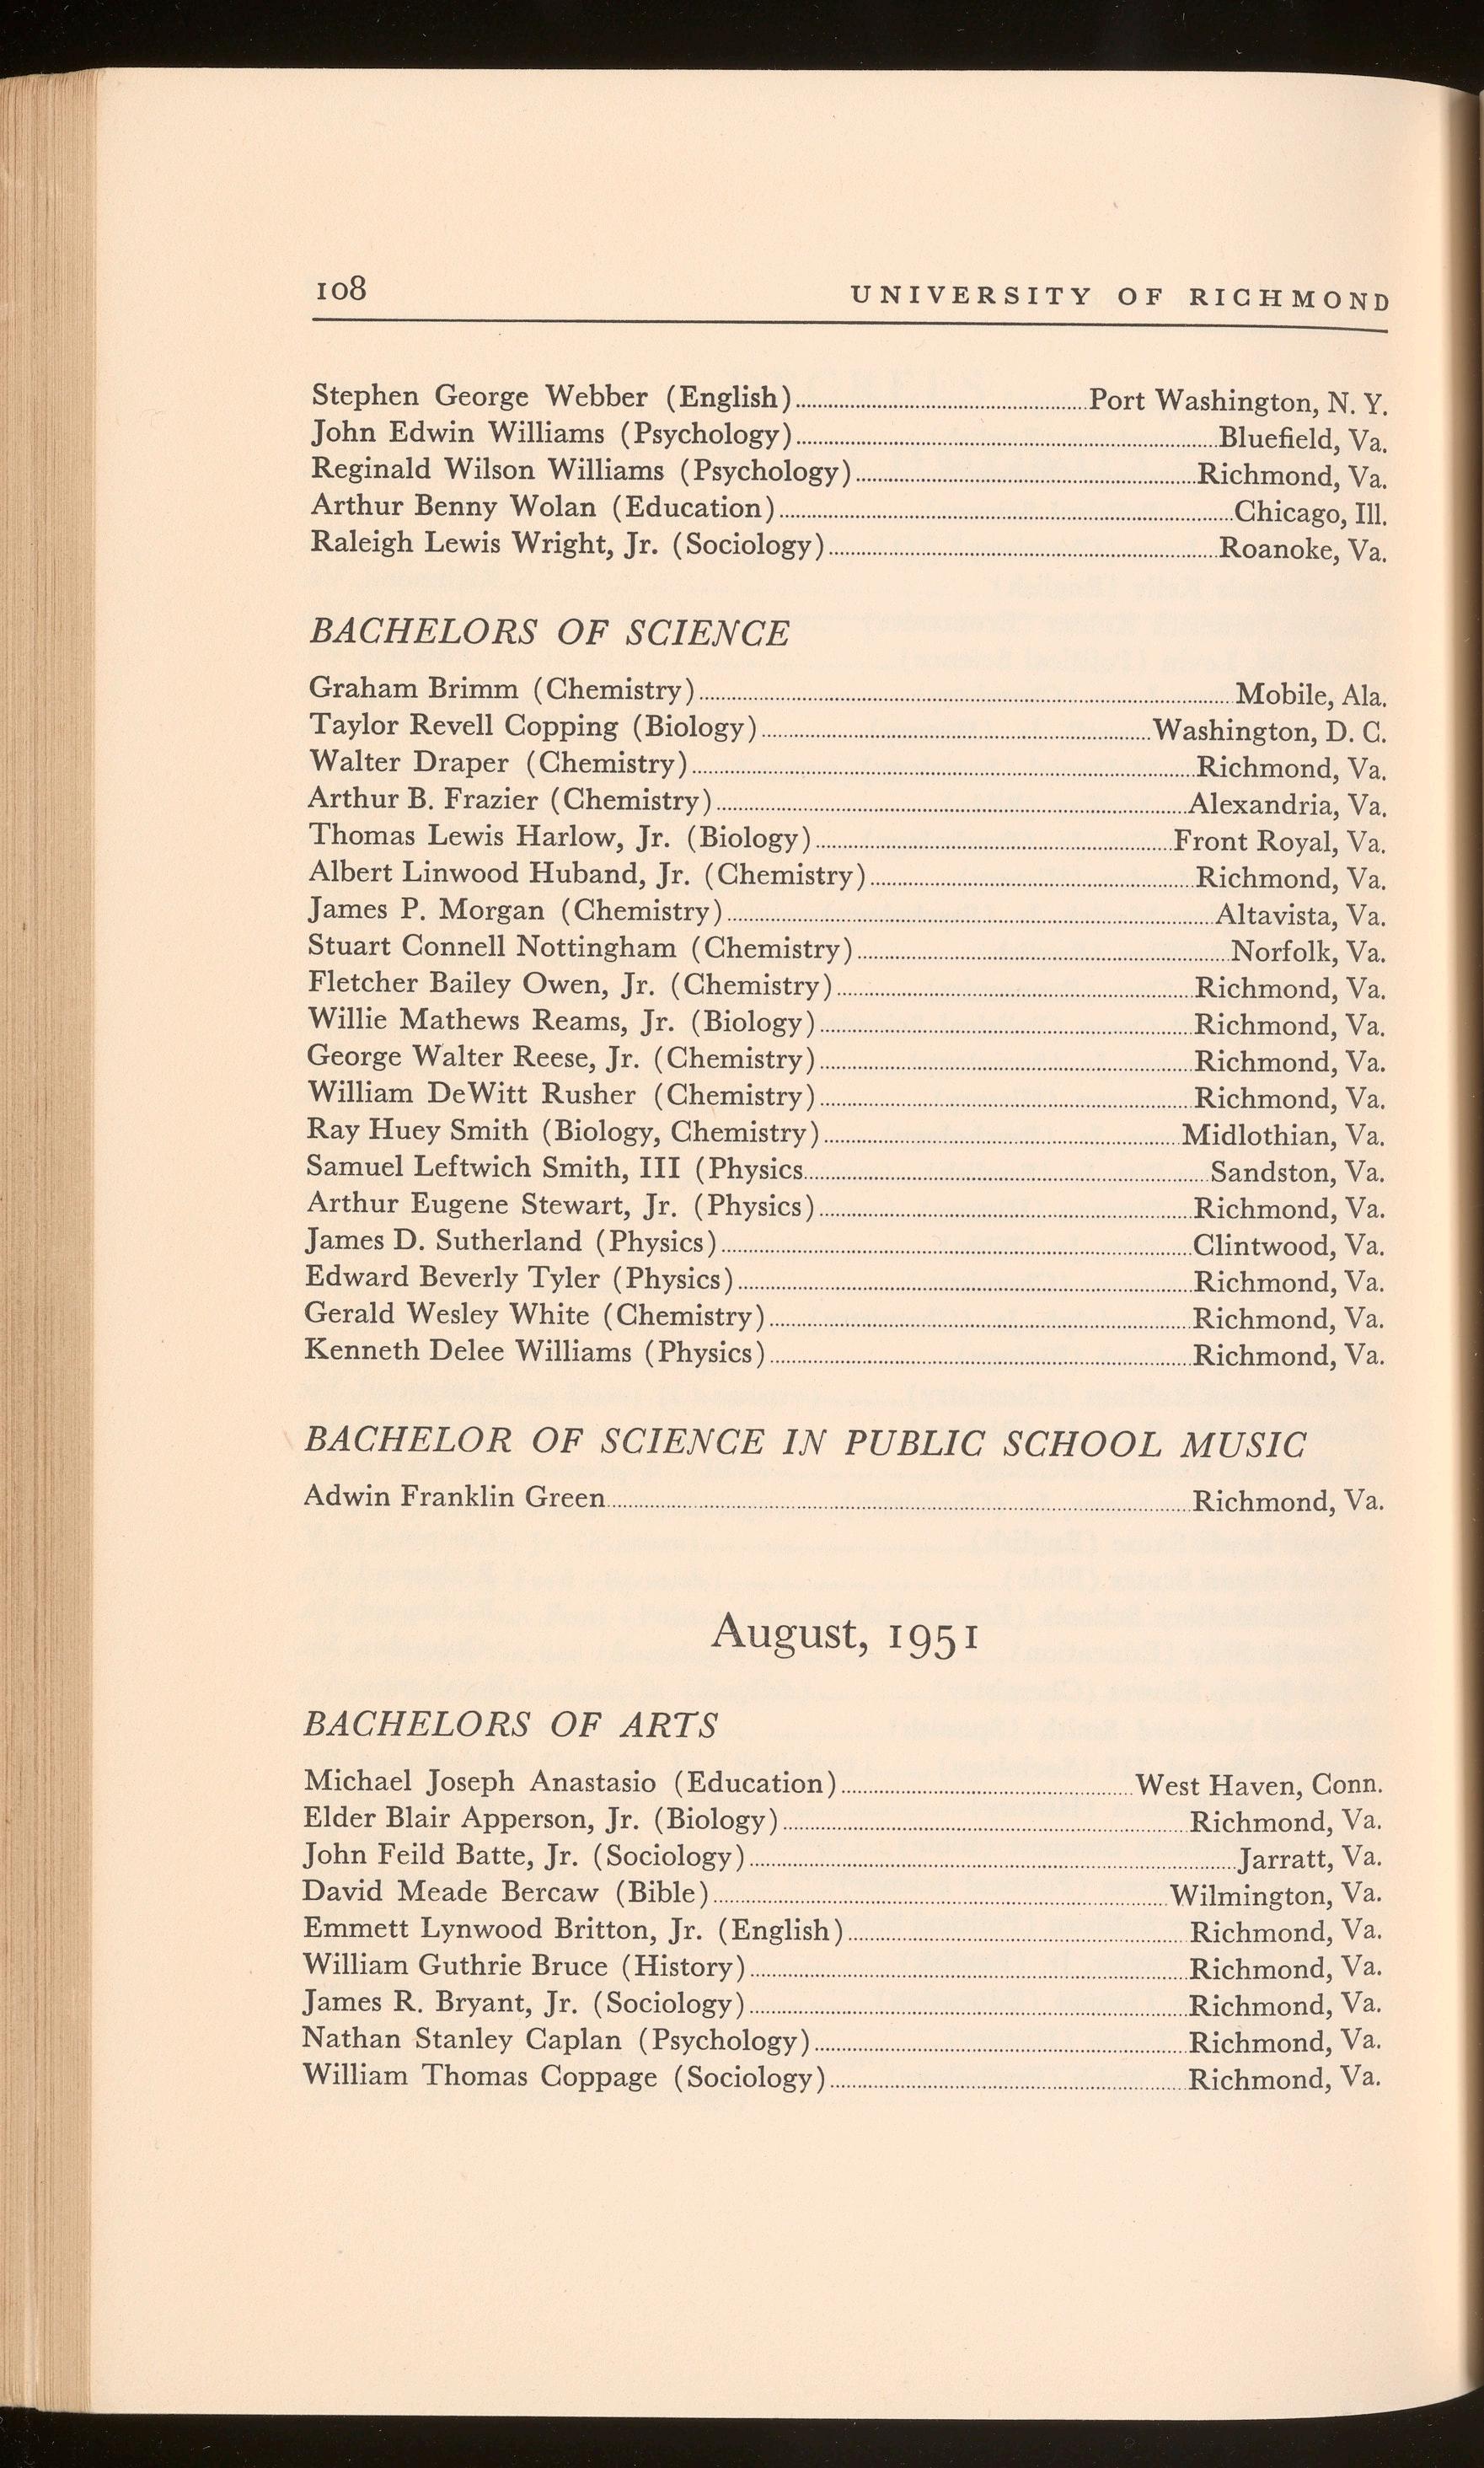 108 UNIVERSITY OF RICHMOND
Stephen George Webber (English) Port Washington, N. Y.
John Edwin Williams (Psychology) Bluefield, Va.
Reginald Wilson Williams (Psychology) Richmond, Va.
Arthur Benny Wolan (Education) Chicago, Ill.
Raleigh Lewis Wright, Jr. (Sociology) Roanoke, Va.
BACHELORS OF SCIENCE
Graham Brimm (Chemistry) Mobile, Ala.
Taylor Revell Copping (Biology) Washington, D. C.
Walter Draper (Chemistry) Richmond, Va.
Arthur B. Frazier (Chemistry) Alexandria, Va.
Thomas Lewis Harlow, Jr. (Biology) Front Royal, Va.
Albert Linwood Huband, Jr. (Chemistry) Richmond, Va.
James P. Morgan (Chemistry) Altavista, Va.
Stuart Connell Nottingham (Chemistry) Norfolk, Va.
Fletcher Bailey Owen, Jr. (Chemistry) Richmond, Va.
Willie Mathews Reams, Jr. (Biology) Richmond, Va.
George Walter Reese, Jr. (Chemistry) Richmond, Va.
William DeWitt Rusher (Chemistry) Richmond, Va.
Ray Huey Smith (Biology, Chemistry) Midlothian, Va.
Samuel Leftwich Smith, III (Physics Sandston, Va.
Arthur Eugene Stewart, Jr. (Physics) Richmond, Va.
James D. Sutherland (Physics) Clintwood, Va.
Edward Beverly Tyler (Physics) Richmond, Va.
Gerald Wesley White (Chemistry) Richmond, Va.
Kenneth Delee Williams (Physics) Richmond, Va.
BACHELOR OF SCIENCE IN PUBLIC SCHOOL MUSIC
Adwin Franklin Green Richmond, Va.
August, 1951
BACHELORS OF ARTS
Michael Joseph Anastasio (Education) West Haven, Conn.
Elder Blair Apperson, Jr. (Biology) Richmond, Va.
John Feild Batte, Jr. (Sociology) Jarratt, Va.
David Meade Bercaw (Bible) Wilmington, Va.
Emmett Lynwood Britton, Jr. (English) Richmond, Va.
William Guthrie Bruce (History) Richmond, Va.
James R. Bryant, Jr. (Sociology) Richmond, Va.
Nathan Stanley Caplan (Psychology) Richmond, Va.
William Thomas Coppage (Sociology) Richmond, Va.